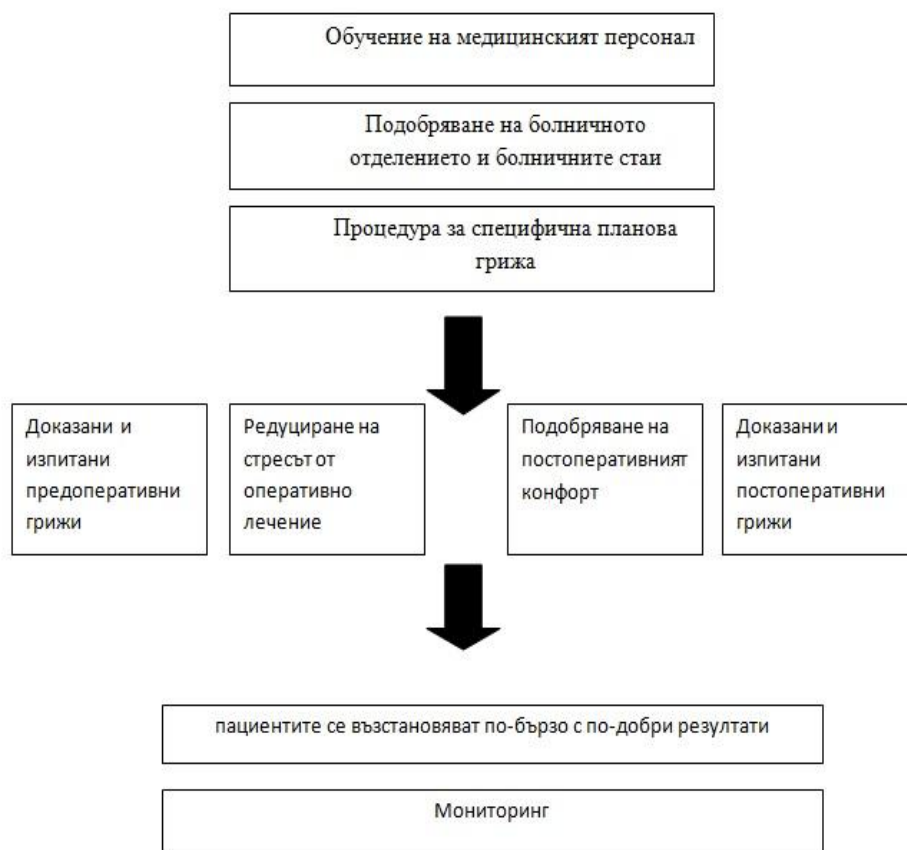 Обучение на медицинският персонал
Подобряване на болничното
отделението и болничните стаи
Процедура за специфична планова
грижа
Доказани и
изпитани
предоперативни
грижи
Редуциране на
стресът от
оперативно
лечение
Подобряване на
постоперативният
конфорт
Доказани и
изпитани
постоперативни
грижи
пациентите се възстановяват по-бързо с по-добри резултати
Мониторинг